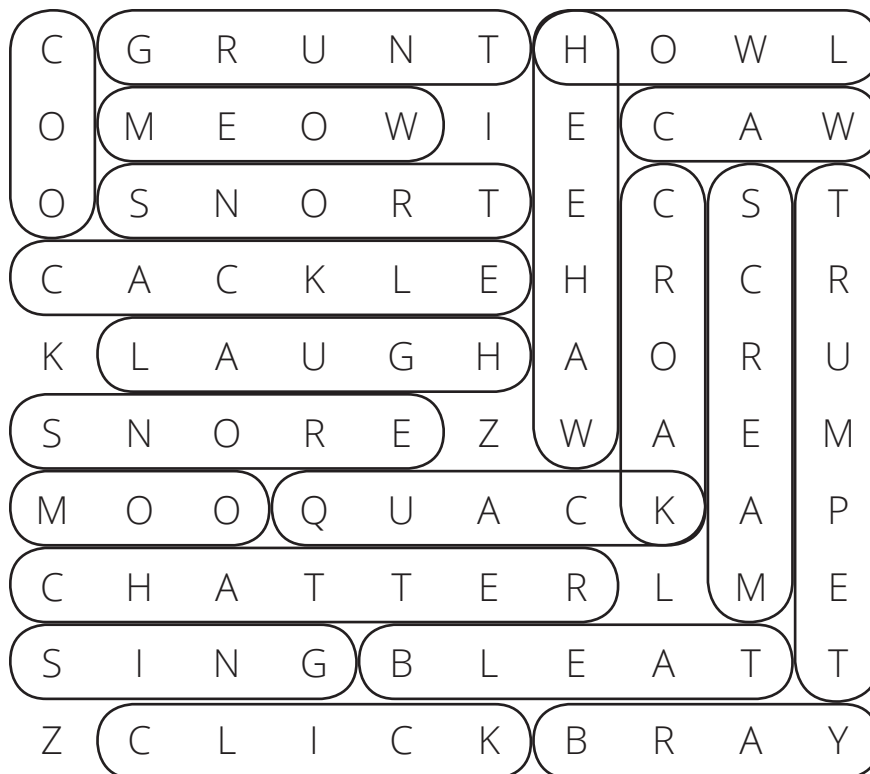 C G R U N T H O W L
O M E O W I E C A W
O S N O R T E C S T
C A C K L E H R C R
K L A U G H A O R U
S N O R E Z W A E M
M O O Q U A C K A P
C H A T T E R L M E
S I N G B L E A T T
Z C L I C K B R A Y